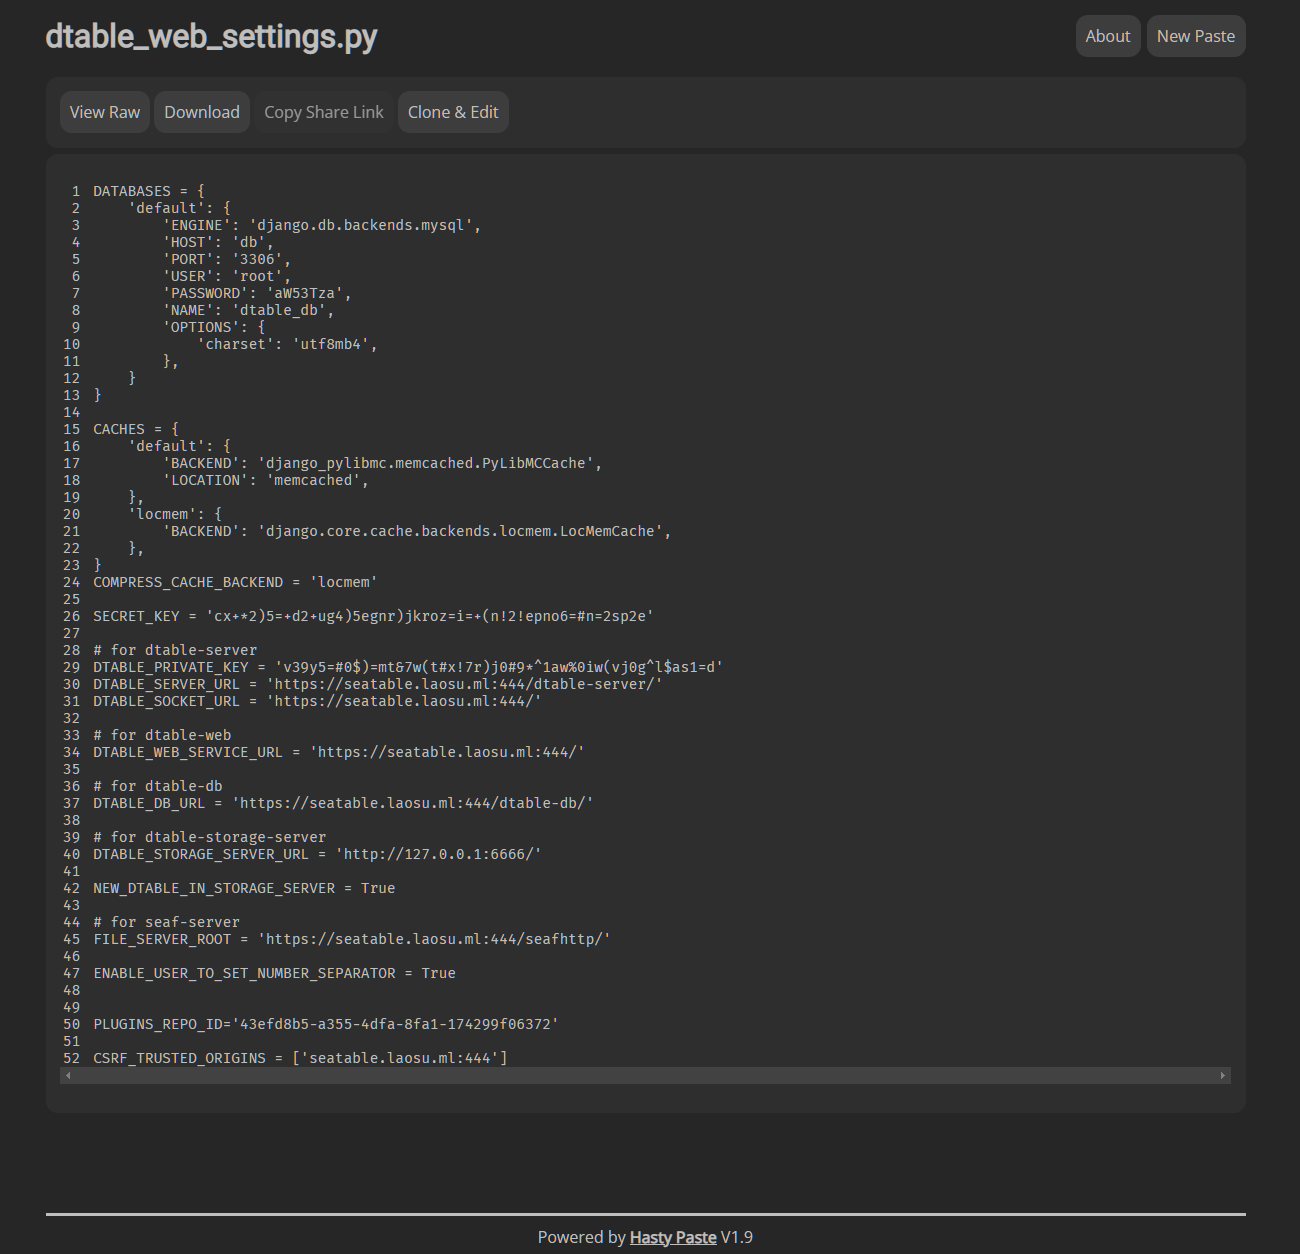 dtable_web_settings.py
About
New Paste
View Raw
Download
Copy Share Link
Clone & Edit
1 DATABASES = {
2     'default': {
3         'ENGINE': 'django.db.backends.mysql',
4         'HOST': 'db',
5         'PORT': '3306',
6         'USER': 'root',
7         'PASSWORD': 'aW53Tza',
8         'NAME': 'dtable_db',
9         'OPTIONS': {
10             'charset': 'utf8mb4',
11         },
12     }
13 }
14
15 CACHES = {
16     'default': {
17         'BACKEND': 'django_pylibmc.memcached.PyLibMCCache',
18         'LOCATION': 'memcached',
19     },
20     'locmem': {
21         'BACKEND': 'django.core.cache.backends.locmem.LocMemCache',
22     },
23 }
24 COMPRESS_CACHE_BACKEND = 'locmem'
25
26 SECRET_KEY = 'cx+*2)5=+d2+ug4)5egnr)jkroz=i=+(n!2!epno6=#n=2sp2e'
27
28 # for dtable-server
29 DTABLE_PRIVATE_KEY = 'v39y5=#0$)=mt&7w(t#x!7r)j0#9*^1aw%0iw(vj0g^l$as1=d'
30 DTABLE_SERVER_URL = 'https://seatable.laosu.ml:444/dtable-server/'
31 DTABLE_SOCKET_URL = 'https://seatable.laosu.ml:444/'
32
33 # for dtable-web
34 DTABLE_WEB_SERVICE_URL = 'https://seatable.laosu.ml:444/'
35
36 # for dtable-db
37 DTABLE_DB_URL = 'https://seatable.laosu.ml:444/dtable-db/'
38
39 # for dtable-storage-server
40 DTABLE_STORAGE_SERVER_URL = 'http://127.0.0.1:6666/'
41
42 NEW_DTABLE_IN_STORAGE_SERVER = True
43
44 # for seaf-server
45 FILE_SERVER_ROOT = 'https://seatable.laosu.ml:444/seafhttp/'
46
47 ENABLE_USER_TO_SET_NUMBER_SEPARATOR = True
48
49
50 PLUGINS_REPO_ID='43efd8b5-a355-4dfa-8fa1-174299f06372'
51
52 CSRF_TRUSTED_ORIGINS = ['seatable.laosu.ml:444']
Powered by Hasty Paste V1.9